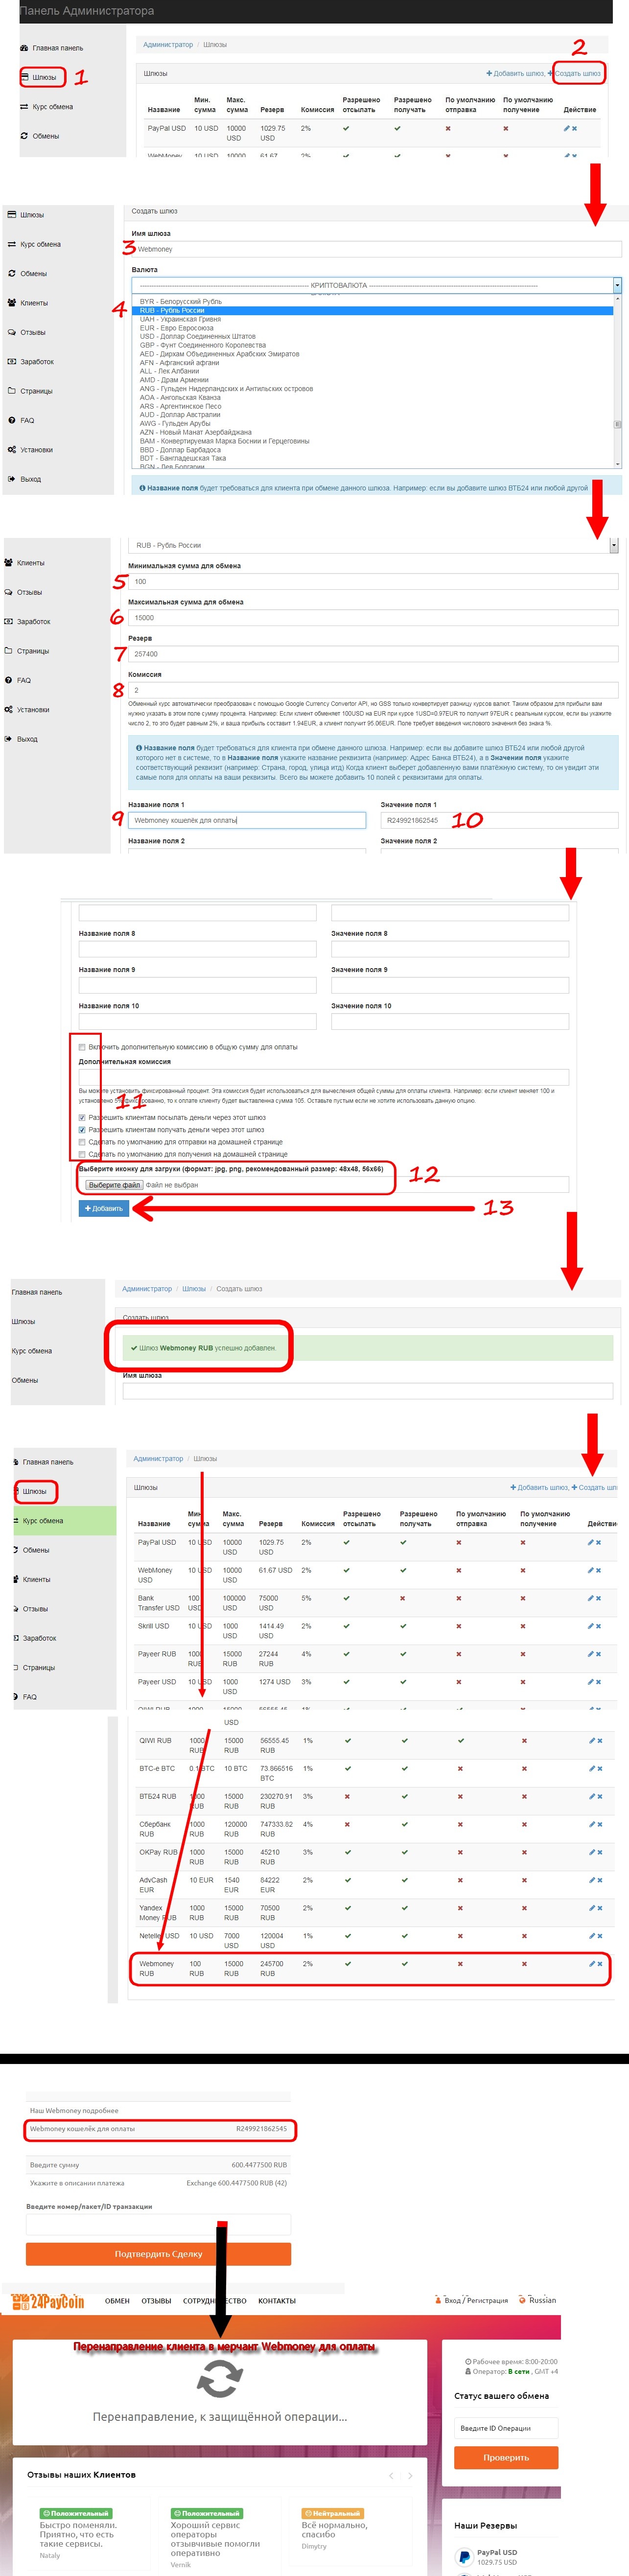 Панель Администратора
Главная панель
Шлюзы
Курс обмена
Обмены
1
Администратор / Шлюзы
2
Шлюзы
Добавить шлюз, Создать шлюз
Название Мин. сумма Макс. сумма Резерв Комиссия Разрешено отсылать Разрешено получать По умолчанию отправка По умолчанию получение Действие
PayPal USD 10 USD 10000 USD 1029.75 USD 2%
WebMoney 10 USD 10000 61.67 2%
Шлюзы
Курс обмена
Обмены
Клиенты
Отзывы
Заработок
Страницы
FAQ
Установки
Выход
Создать шлюз
Имя шлюза
3 Webmoney
Валюта
КРИПТОВАЛЮТА
4
BYR - Белорусский Рубль
RUB - Рубль России
UAH - Украинская Гривня
EUR - Евро Евросоюза
USD - Доллар Соединенных Штатов
GBP - Фунт Соединенного Королевства
AED - Дирхам Объединенных Арабских Эмиратов
AFN - Афганский афгани
ALL - Лек Албании
AMD - Драм Армении
ANG - Гульден Нидерландских и Антильских островов
AOA - Ангольская Кванза
ARS - Аргентинское Песо
AUD - Доллар Австралии
AWG - Гульден Арубы
AZN - Новый Манат Азербайджана
BAM - Конвертируемая Марка Боснии и Герцеговины
BBD - Доллар Барбадоса
BDT - Бангладешская Така
BGN - Лев Болгарии
Название поля будет требоваться для клиента при обмене данного шлюза. Например: если вы добавите шлюз ВТБ24 или любой другой
Клиенты
Отзывы
Заработок
Страницы
FAQ
Установки
Выход
RUB - Рубль России
Минимальная сумма для обмена
5 100
Максимальная сумма для обмена
6 15000
Резерв
7 257400
Комиссия
8 2
Обменный курс автоматически преобразован с помощью Google Currency Convertor API, но GSS только конвертирует разницу курсов валют. Таким образом для прибыли вам
нужно указать в этом поле сумму процента. Например: Если клиент обменяет 100USD на EUR при курсе 1USD=0.97EUR то получит 97EUR с реальным курсом, если вы укажите
число 2, то это будет равным 2%, и ваша прибыль составит 1.94EUR, а клиент получит 95.06EUR. Поле требует введения числового значения без знака %.
Название поля будет требоваться для клиента при обмене данного шлюза. Например: если вы добавите шлюз ВТБ24 или любой другой
которого нет в системе, то в Название поля укажите название реквизита (например: Адрес Банка ВТБ24), а в Значении поля укажите
соответствующий реквизит (например: Страна, город, улица итд) Когда клиент выберет добавленную вами платёжную систему, то он увидит эти
самые поля для оплаты на ваши реквизиты. Всего вы можете добавить 10 полей с реквизитами для оплаты.
Название поля 1 Значение поля 1
9 Webmoney кошелёк для оплаты R249921862545 10
Название поля 2 Значение поля 2
Название поля 8 Значение поля 8
Название поля 9 Значение поля 9
Название поля 10 Значение поля 10
Включить дополнительную комиссию в общую сумму для оплаты
Дополнительная комиссия
Вы можете установить фиксированный процент. Эта комиссия будет использоваться для вычесления общей суммы для оплаты клиента. Например: если клиент меняет 100 и
установлено 5% фиксировано, то к оплате клиенту будет выставленна сумма 105. Оставьте пустым если не хотите использовать данную опцию.
11
Разрешить клиентам посылать деньги через этот шлюз
Разрешить клиентам получать деньги через этот шлюз
Сделать по умолчанию для отправки на домашней странице
Сделать по умолчанию для получения на домашней странице
Выберите иконку для загруки (формат: jpg, png, рекомендованный размер: 48x48, 56x66)
12
Выберите файл Файл не выбран
Добавить
13
Главная панель
Шлюзы
Курс обмена
Обмены
Администратор / Шлюзы / Создать шлюз
Создать шлюз
Шлюз Webmoney RUB успешно добавлен.
Имя шлюза
Главная панель
Шлюзы
Курс обмена
Обмены
Клиенты
Отзывы
Заработок
Страницы
FAQ
Администратор / Шлюзы
Шлюзы
Добавить шлюз, Создать шлю
Название Мин. сумма Макс. сумма Резерв Комиссия Разрешено отсылать Разрешено получать По умолчанию отправка По умолчанию получение Действи
PayPal USD 10 USD 10000 USD 1029.75 USD 2%
WebMoney USD 10 USD 10000 USD 61.67 USD 2%
Bank Transfer USD 100 USD 100000 USD 75000 USD 5%
Skrill USD 10 USD 1000 USD 1414.49 USD 2%
Payeer RUB 1000 RUB 15000 RUB 27244 RUB 4%
Payeer USD 10 USD 1000 USD 1274 USD 3%
QIWI RUB 1000 15000 56555.45 1%
USD
QIWI RUB 1000 RUB 15000 RUB 56555.45 RUB 1%
BTC-e BTC 0.1 BTC 10 BTC 73.866516 BTC 1%
ВТБ24 RUB 1000 RUB 15000 RUB 230270.91 RUB 3%
Сбербанк RUB 1000 RUB 120000 RUB 747333.82 RUB 4%
OKPay RUB 1000 RUB 15000 RUB 45210 RUB 3%
AdvCash EUR 10 EUR 1540 EUR 84222 EUR 2%
Yandex Money RUB 1000 RUB 15000 RUB 70500 RUB 2%
Neteller USD 10 USD 7000 USD 120004 USD 1%
Webmoney RUB 100 RUB 15000 RUB 245700 RUB 2%
Наш Webmoney подробнее
Webmoney кошелёк для оплаты R249921862545
Введите сумму 600.4477500 RUB
Укажите в описании платежа Exchange 600.4477500 RUB (42)
Введите номер/пакет/ID транзакции
Подтвердить Сделку
24PayCoin
ОБМЕН ОТЗЫВЫ СОТРУДНИЧЕСТВО КОНТАКТЫ
Вход / Регистрация Russian
Перенаправление клиента в мерчант Webmoney для оплаты
Перенаправление, к защищённой операции...
Рабочее время: 8:00-20:00
Оператор: В сети , GMT +4
Статус вашего обмена
Введите ID Операции
Проверить
Отзывы наших Клиентов
Положительный
Быстро поменяли.
Приятно, что есть
такие сервисы.
Nataly
Положительный
Хороший сервис
операторы
отзывчивые помогли
оперативно
Vernik
Нейтральный
Всё нормально,
спасибо
Dimytry
Наши Резервы
PayPal USD
1029.75 USD